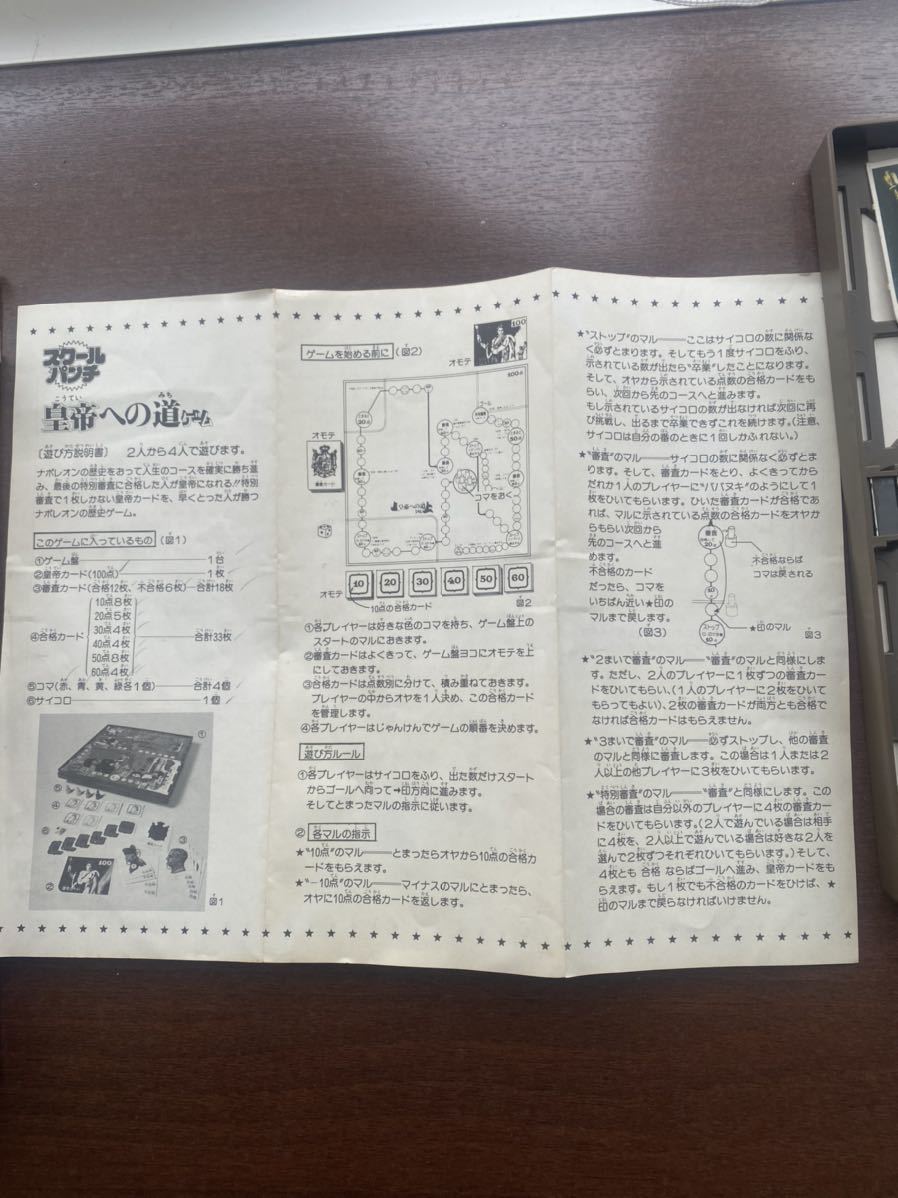 スクール
パンチ
皇帝への道ゲーム
〔遊び方説明書〕 2人から4人で遊びます。
ナポレオンの歴史をおって人生のコースを確実に勝ち進
み、最後の特別審査に合格した人が皇帝になれる!!特別
審査で1枚しかない皇帝カードを、早くとった人が勝つ
ナポレオンの歴史ゲーム。
このゲームに入っているもの (図1)
①ゲーム盤 1台
②皇帝カード(100点) 1枚
③審査カード(合格12枚、不合格6枚)─合計18枚
10点8枚
20点5枚
30点4枚
④合格カード 合計33枚
40点4枚
50点8枚
60点4枚
⑤コマ(赤、青、黄、緑各1個) 合計4個
⑥サイコロ 1個
①
⑤
④
⑥
③
②
図1
ゲームを始める前に (図2)
オモテ
100
オモテ
100点
ゴール
コマをおく
皇帝への道
オモテ
10 20 30 40 50 60
10点の合格カード
図2
①各プレイヤーは好きな色のコマを持ち、ゲーム盤上の
スタートのマルにおきます。
②審査カードはよくきって、ゲーム盤ヨコにオモテを上
にしておきます。
③合格カードは点数別に分けて、積み重ねておきます。
プレイヤーの中からオヤを1人決め、この合格カード
を管理します。
④各プレイヤーはじゃんけんでゲームの順番を決めます。
遊び方ルール
①各プレイヤーはサイコロをふり、出た数だけスタート
からゴールへ向って➡印方向に進みます。
そしてとまったマルの指示に従います。
② 各マルの指示
★"10点"のマル──とまったらオヤから10点の合格カ
ードをもらえます。
★"−10点"のマル──マイナスのマルにとまったら、
オヤに10点の合格カードを返します。
★"ストップ"のマル──ここはサイコロの数に関係な
く必ずとまります。そしてもう1度サイコロをふり、
示されている数が出たら"卒業"したことになります。
そして、オヤから示されている点数の合格カードをも
らい、次回から先のコースへと進みます。
もし示されているサイコロの数が出なければ次回に再
び挑戦し、出るまで卒業できずこれを続けます。(注意、
サイコロは自分の番のときに1回しかふれない。)
★"審査"のマル──サイコロの数に関係なく必ずとま
ります。そして、審査カードをとり、よくきってから
だれか1人のプレイヤーに"ババヌキ"のようにして1
枚をひいてもらいます。ひいた審査カードが合格であ
れば、マルに示されている点数の合格カードをオヤか
らもらい次回から
先のコースへと進
めます。
不合格のカード
だったら、コマを
いちばん近い★印の
マルまで戻します。
(図3)
審査
不合格ならば
コマは戻される
★印のマル
ストップ
図3
★"2まいで審査"のマル──"審査"のマルと同様にしま
す。ただし、2人のプレイヤーに1枚ずつの審査カー
ドをひいてもらい、(1人のプレイヤーに2枚をひいて
もらってもよい)、2枚の審査カードが両方とも合格で
なければ合格カードはもらえません。
★"3まいで審査"のマル──必ずストップし、他の審査
のマルと同様に審査します。この場合は1人または2
人以上の他プレイヤーに3枚をひいてもらいます。
★"特別審査"のマル──"審査"と同様にします。この
場合の審査は自分以外のプレイヤーに4枚の審査カー
ドをひいてもらいます。(2人で遊んでいる場合は相手
に4枚を、2人以上で遊んでいる場合は好きな2人を
選んで2枚ずつそれぞれひいてもらいます。)そして、
4枚とも合格ならばゴールへ進み、皇帝カードをも
らえます。もし1枚でも不合格のカードをひけば、★
印のマルまで戻らなければいけません。